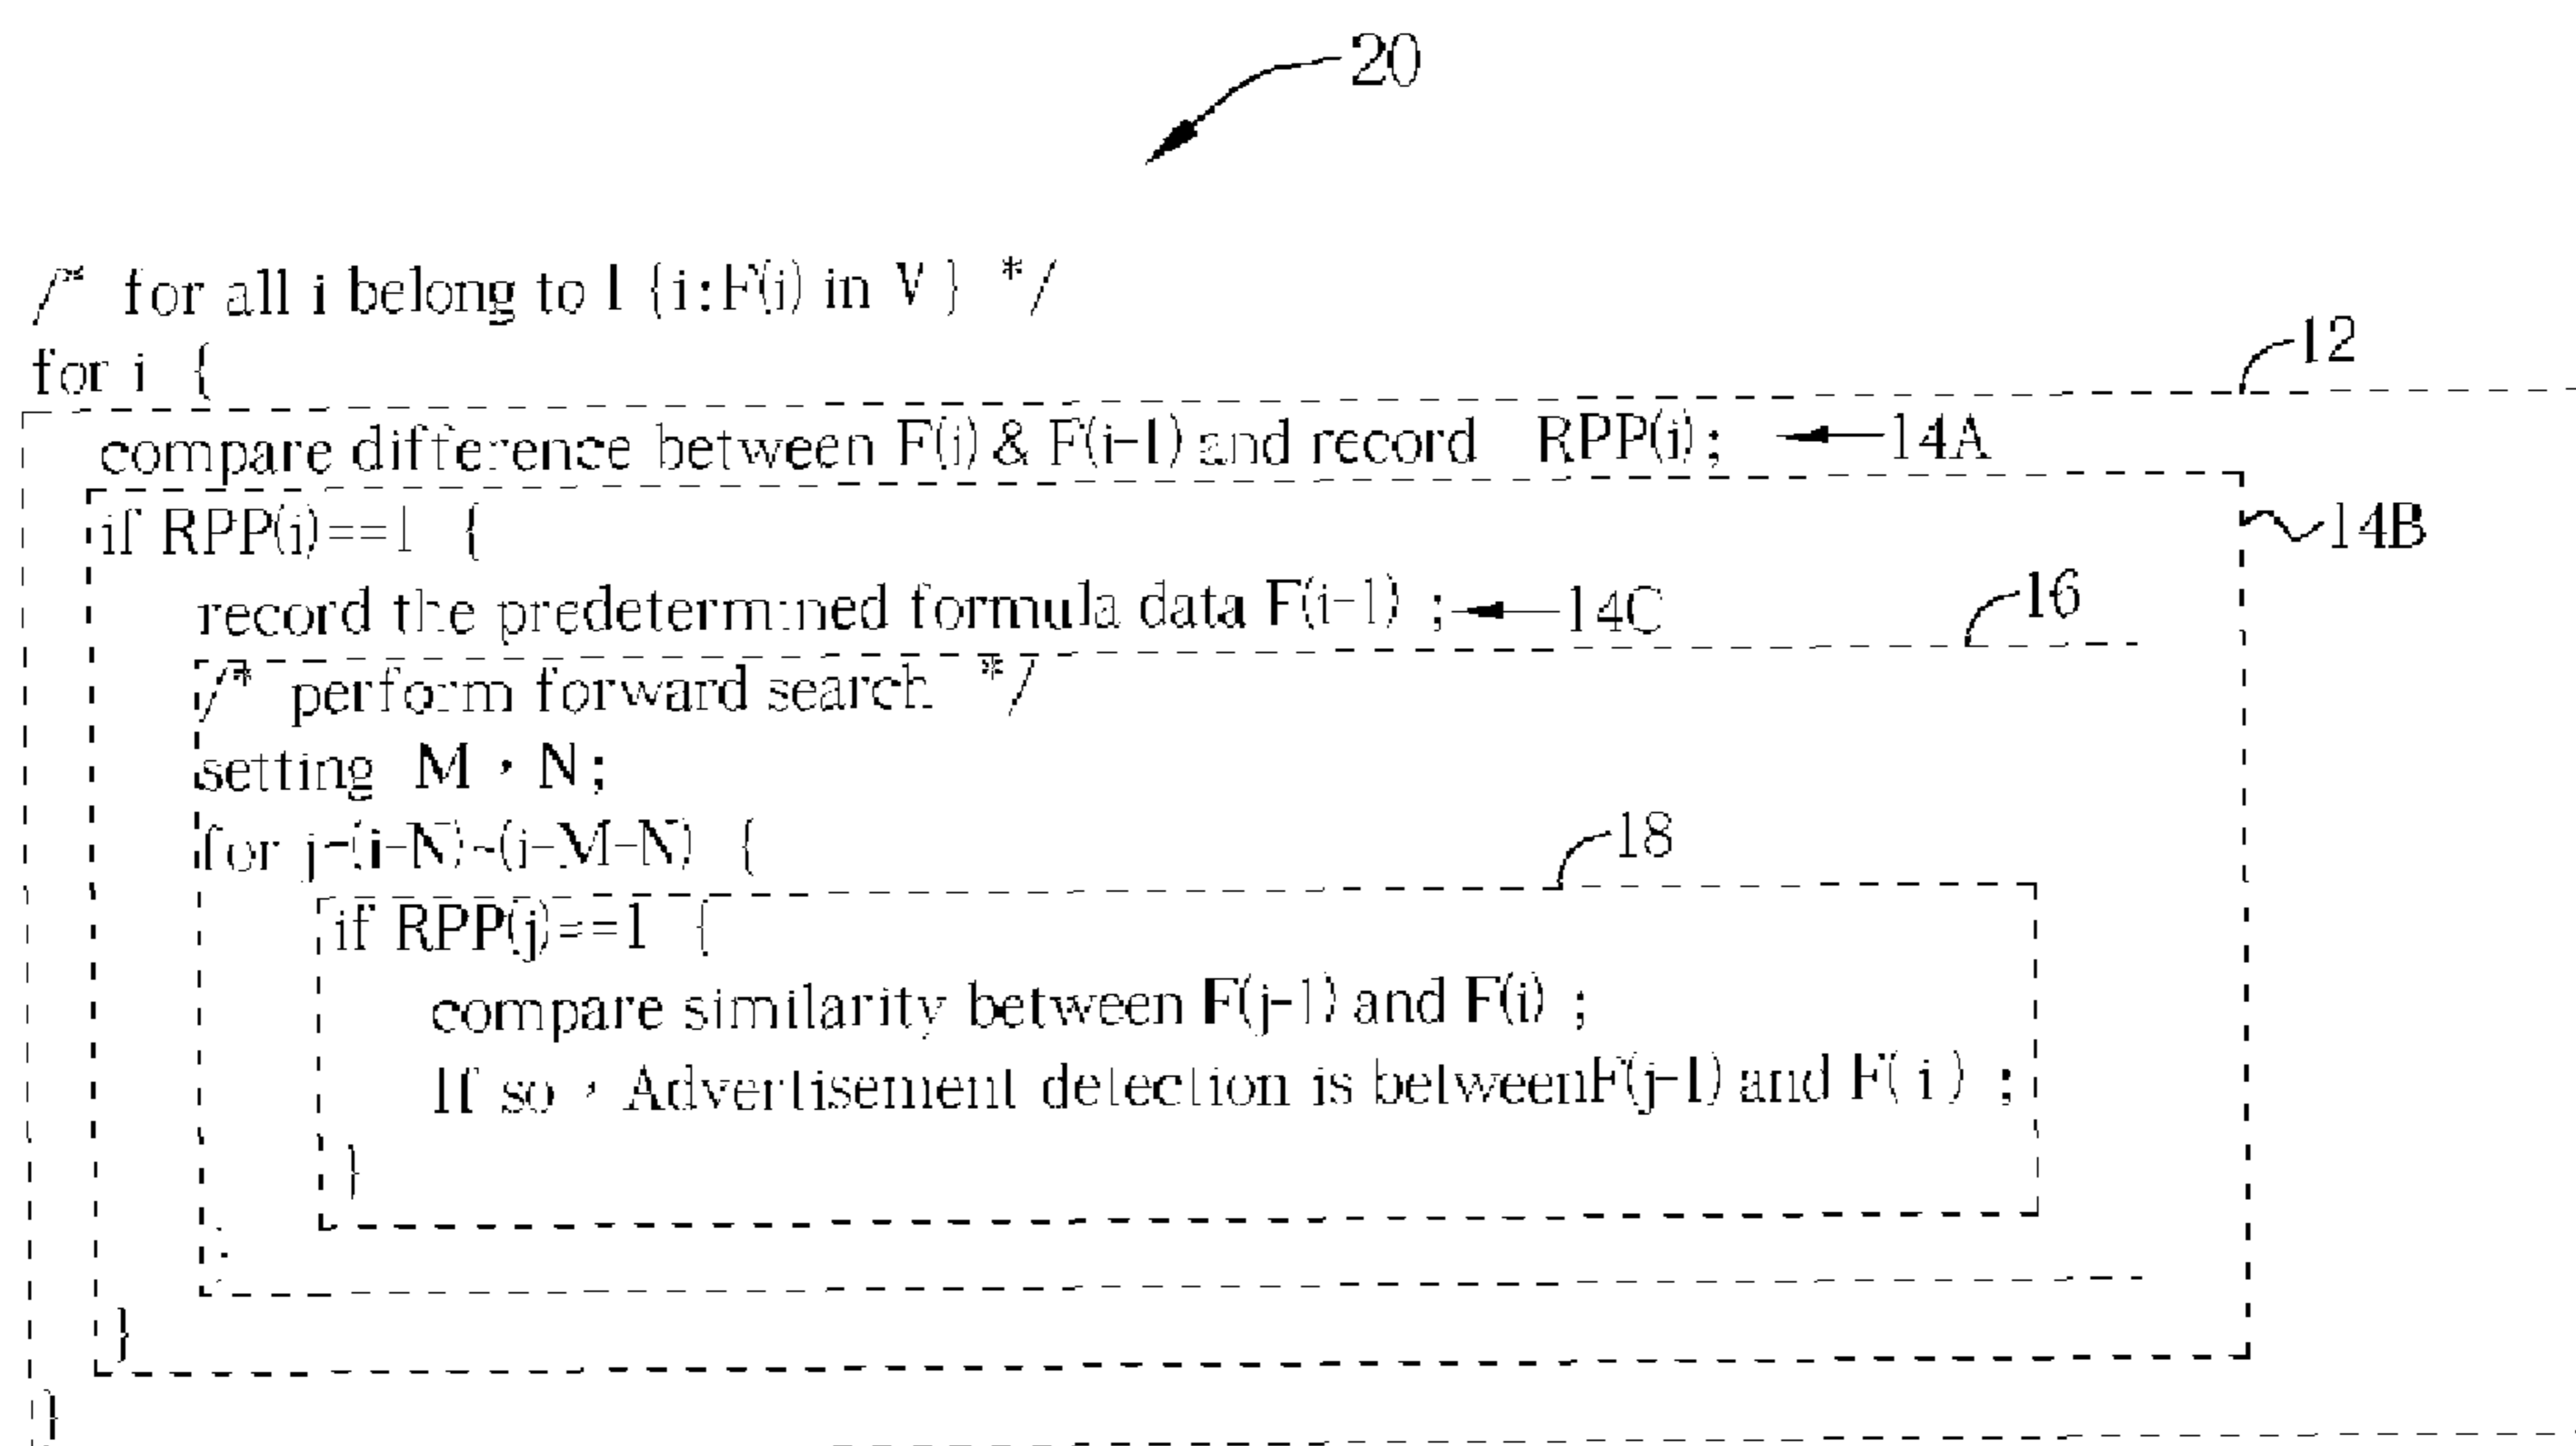 20
/* for all i belong to I {i:F(i) in V } */
for i {
12
compare difference between F(i) & F(i-1) and record RPP(i); 14A
if RPP(i)==1 {
14B
record the predetermined formula data F(i-1) ; 14C
16
/* perform forward search */
setting M , N;
for j-(i-N)~(i-M-N) {
18
if RPP(j)==1 {
compare similarity between F(j-1) and F(i) ;
If so , Advertisement detection is betweenF(j-1) and F( i ) ;
}
}
}